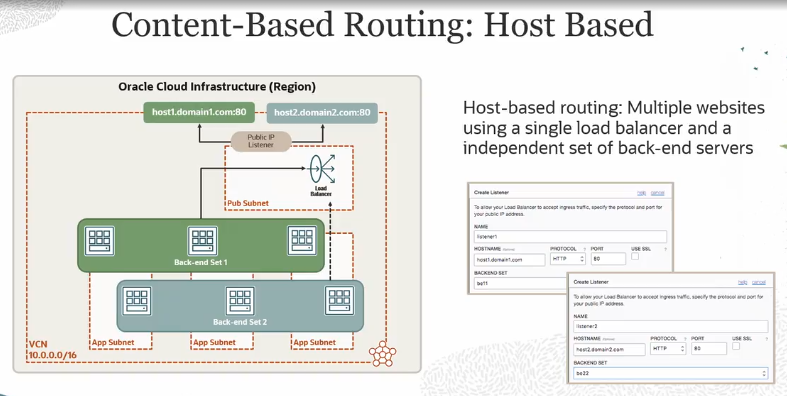 Content-Based Routing: Host Based
Oracle Cloud Infrastructure (Region)
host1.domain1.com:80
host2.domain2.com:80
Public IP
Listener
Load
Balancer
Pub Subnet
Back-end Set 1
Back-end Set 2
App Subnet
App Subnet
App Subnet
VCN
10.0.0.0/16
Host-based routing: Multiple websites
using a single load balancer and a
independent set of back-end servers
Create Listener
help cancel
To allow your Load Balancer to accept ingress traffic, specify the protocol and port for
your public IP address.
NAME
listener1
HOSTNAME Optional PROTOCOL PORT USE SSL ?
host1.domain1.com HTTP 80
BACKEND SET
be11
Create Listener
help cancel
To allow your Load Balancer to accept ingress traffic, specify the protocol and port for
your public IP address.
NAME
listener2
HOSTNAME Optional PROTOCOL PORT USE SSL ?
host2.domain2.com HTTP 80
BACKEND SET
be22